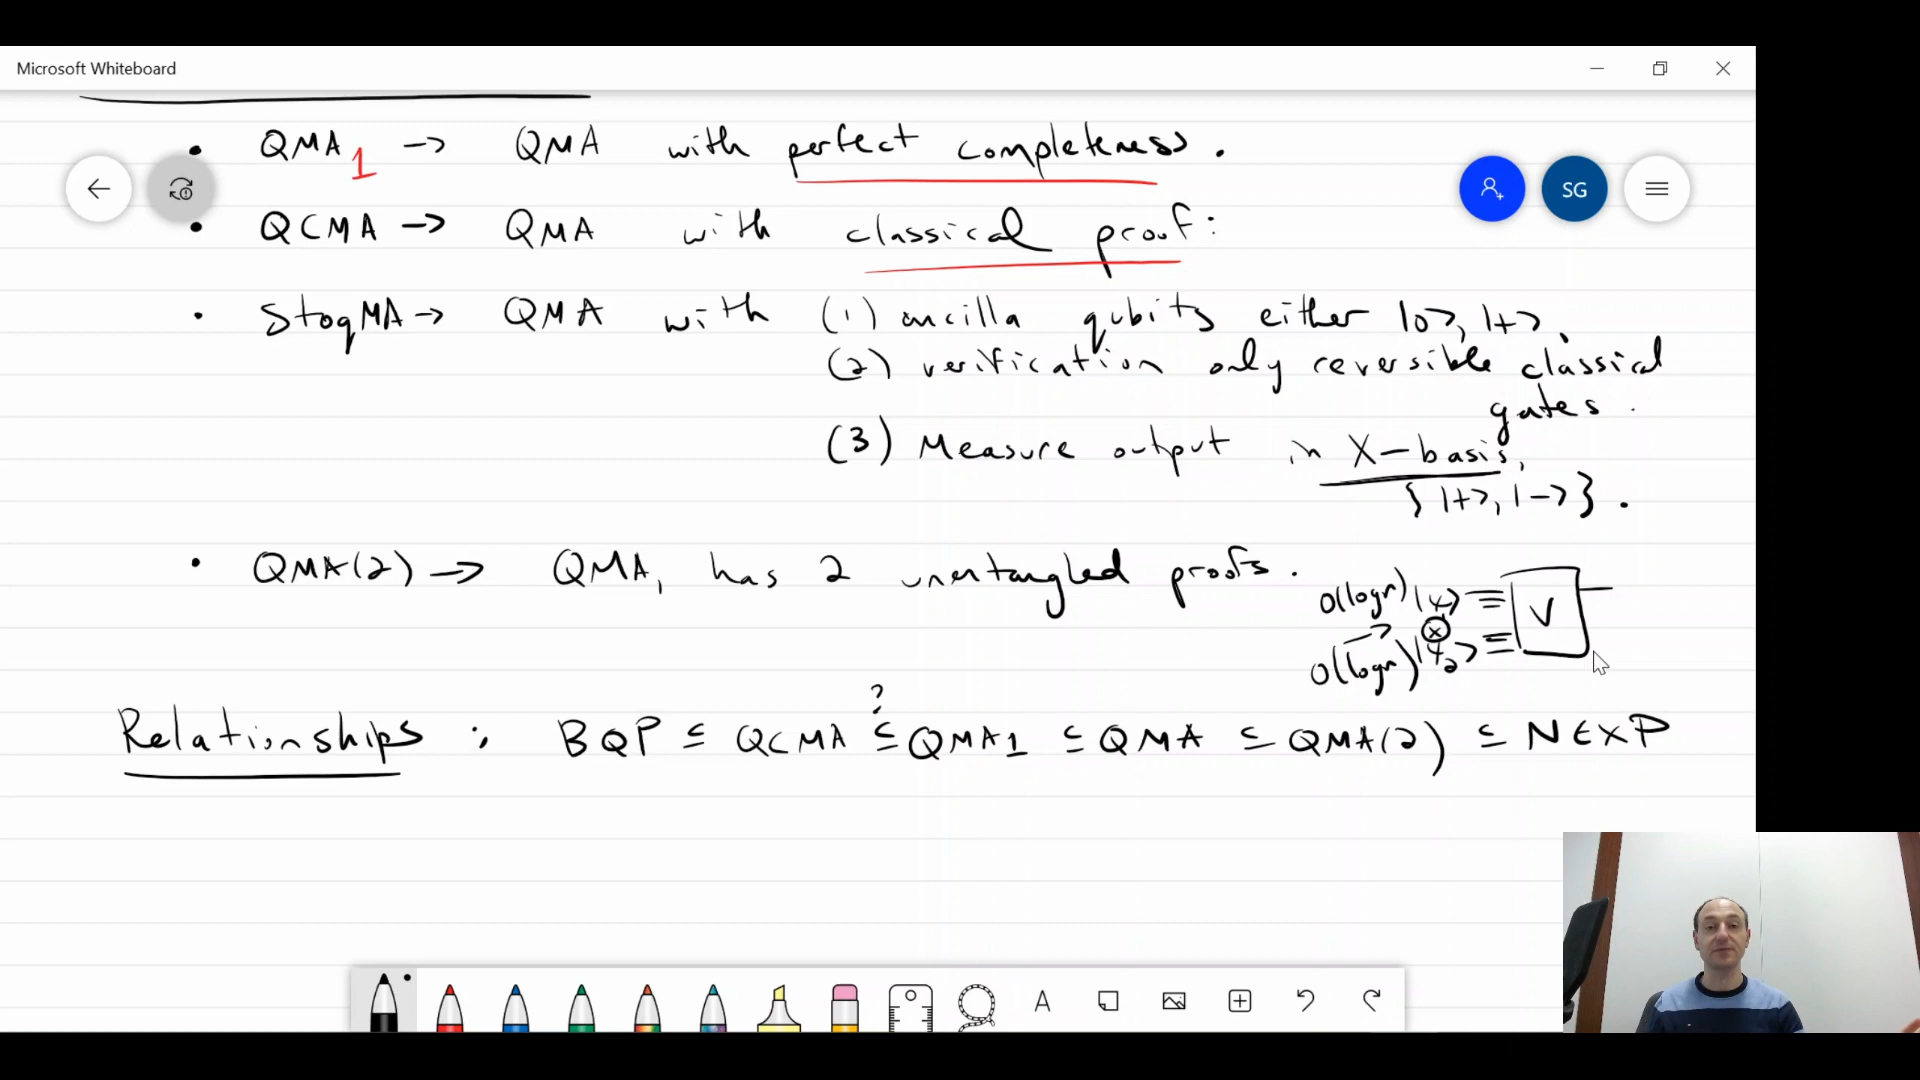 Microsoft Whiteboard
• QMA₁ → QMA with perfect completeness.
SG
• QCMA → QMA with classical proof:
• StoqMA → QMA with (1) ancilla qubits either |0>, |+>,
(2) verification only reversible classical
gates.
(3) Measure output in X-basis,
{|+>, |->}.
• QMA(2) → QMA, has 2 unentangled proofs.
O(logn) |ψ₁> V
⊗
O(logn) |ψ₂>
?
Relationships: BQP ⊆ QCMA ⊆ QMA1 ⊆ QMA ⊆ QMA(2) ⊆ NEXP
A